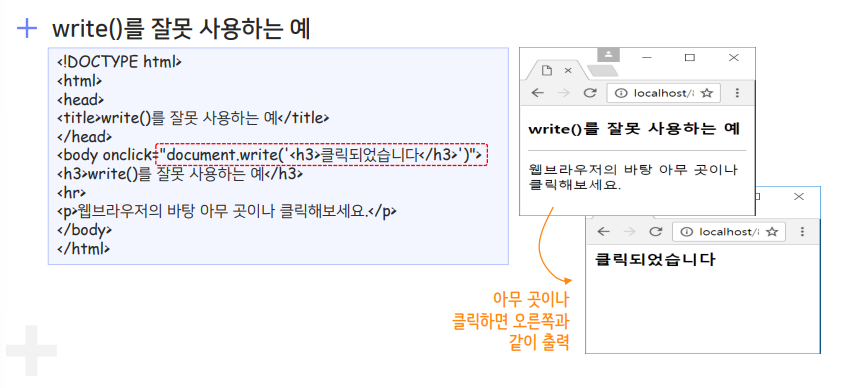 write()를 잘못 사용하는 예
<!DOCTYPE html>
<html>
<head>
<title>write()를 잘못 사용하는 예</title>
</head>
<body onclick="document.write('<h3>클릭되었습니다</h3>')">
<h3>write()를 잘못 사용하는 예</h3>
<hr>
<p>웹브라우저의 바탕 아무 곳이나 클릭해보세요.</p>
</body>
</html>
localhost/
write()를 잘못 사용하는 예
웹브라우저의 바탕 아무 곳이나
클릭해보세요.
localhost/
클릭되었습니다
아무 곳이나
클릭하면 오른쪽과
같이 출력